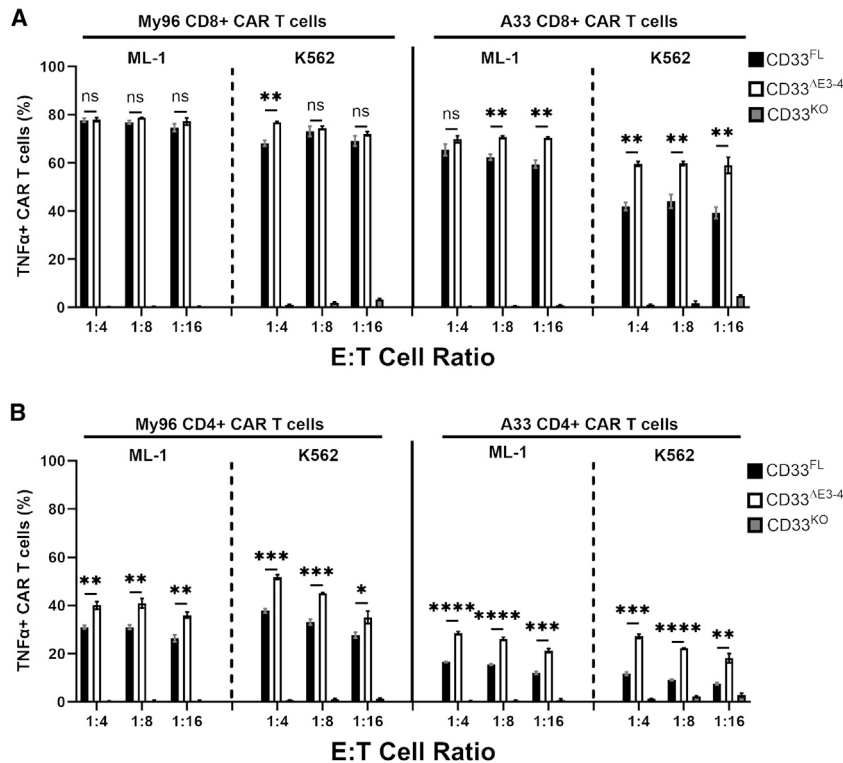 A
My96 CD8+ CAR T cells A33 CD8+ CAR T cells
ML-1 K562 ML-1 K562
CD33FL
CD33ΔE3-4
CD33KO
TNFα+ CAR T cells (%)
100
80
60
40
20
0
ns ns ns ** ns ns ns ** ** ** ** **
1:4 1:8 1:16 1:4 1:8 1:16 1:4 1:8 1:16 1:4 1:8 1:16
E:T Cell Ratio
B
My96 CD4+ CAR T cells A33 CD4+ CAR T cells
ML-1 K562 ML-1 K562
CD33FL
CD33ΔE3-4
CD33KO
TNFα+ CAR T cells (%)
100
80
60
40
20
0
** ** ** *** *** * **** **** *** *** **** **
1:4 1:8 1:16 1:4 1:8 1:16 1:4 1:8 1:16 1:4 1:8 1:16
E:T Cell Ratio